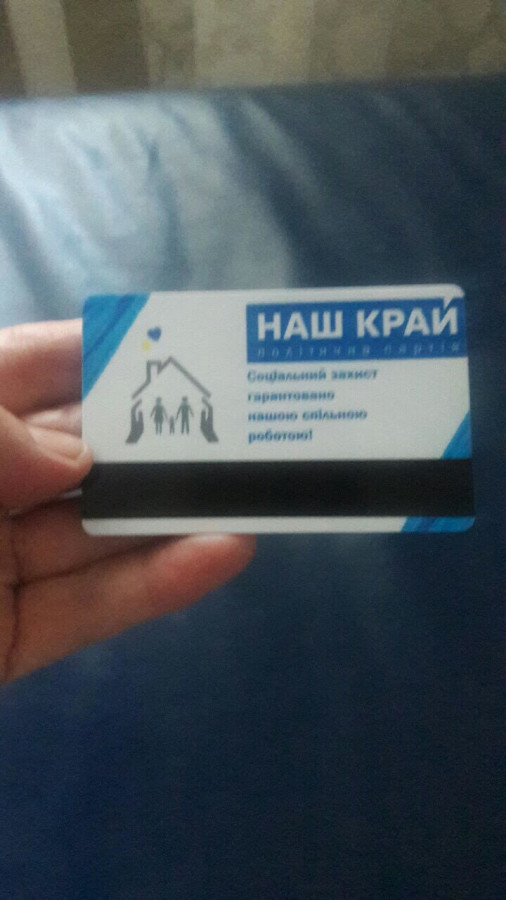 НАШ КРАЙ
політична партія
Соціальний захист
гарантовано
нашою спільною
роботою!